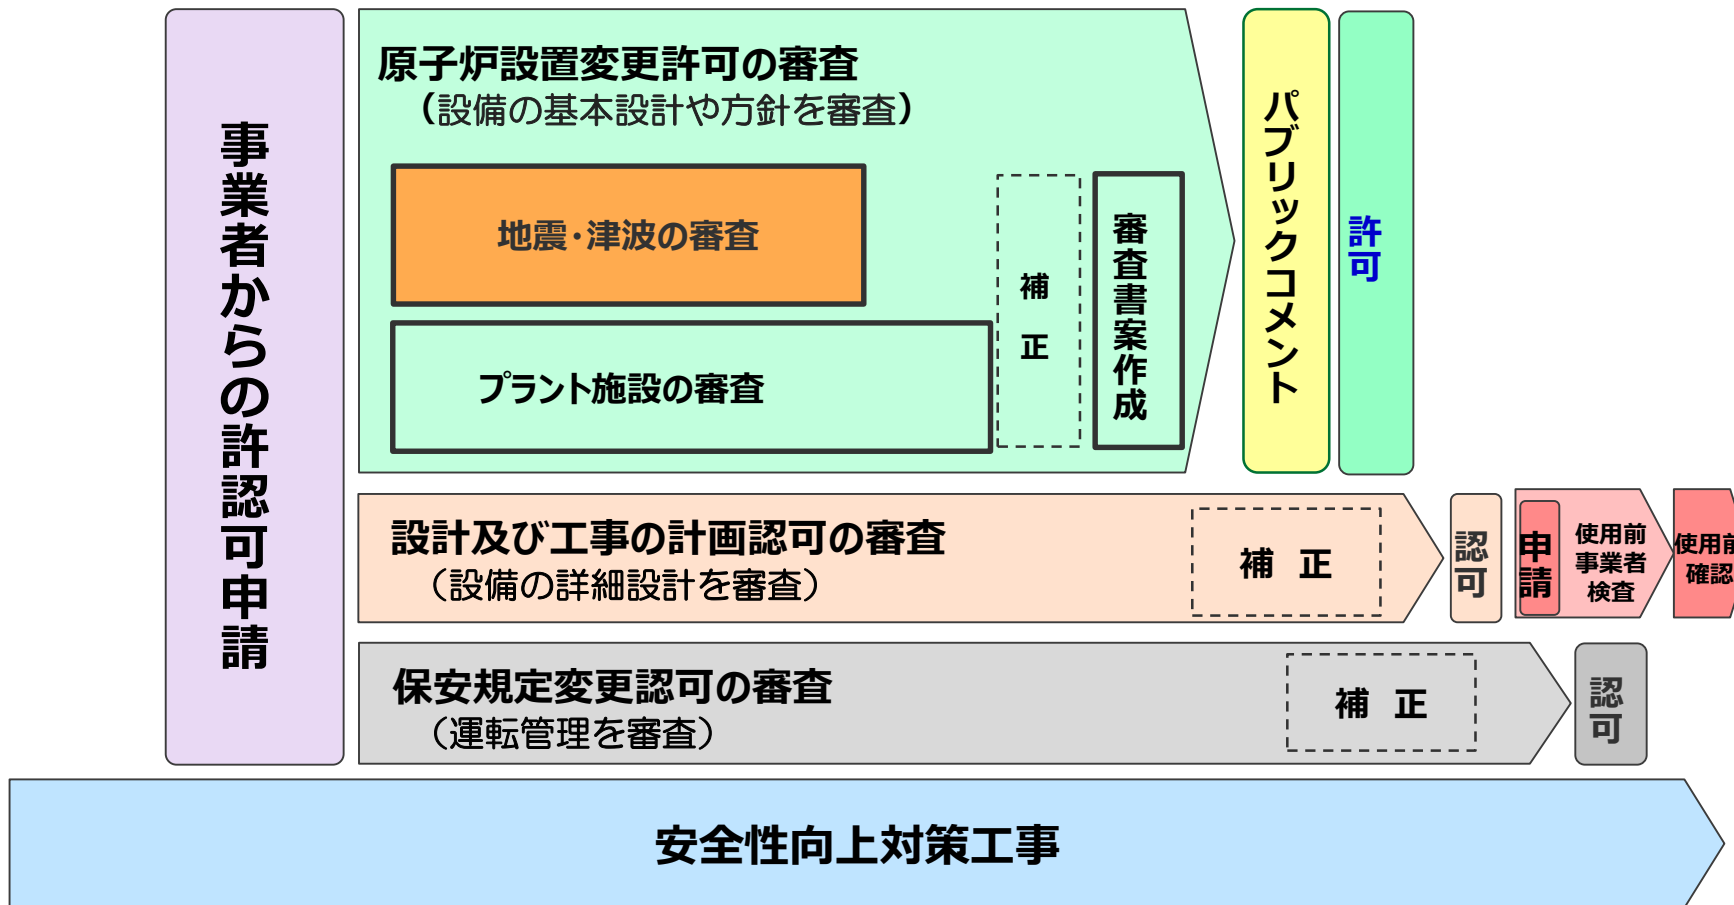 事業者からの許認可申請
原子炉設置変更許可の審査
（設備の基本設計や方針を審査）
地震・津波の審査
プラント施設の審査
補正
審査書案作成
パブリックコメント
許可
設計及び工事の計画認可の審査
（設備の詳細設計を審査）
補 正
認可
申請
使用前
事業者
検査
使用前
確認
保安規定変更認可の審査
（運転管理を審査）
補 正
認可
安全性向上対策工事